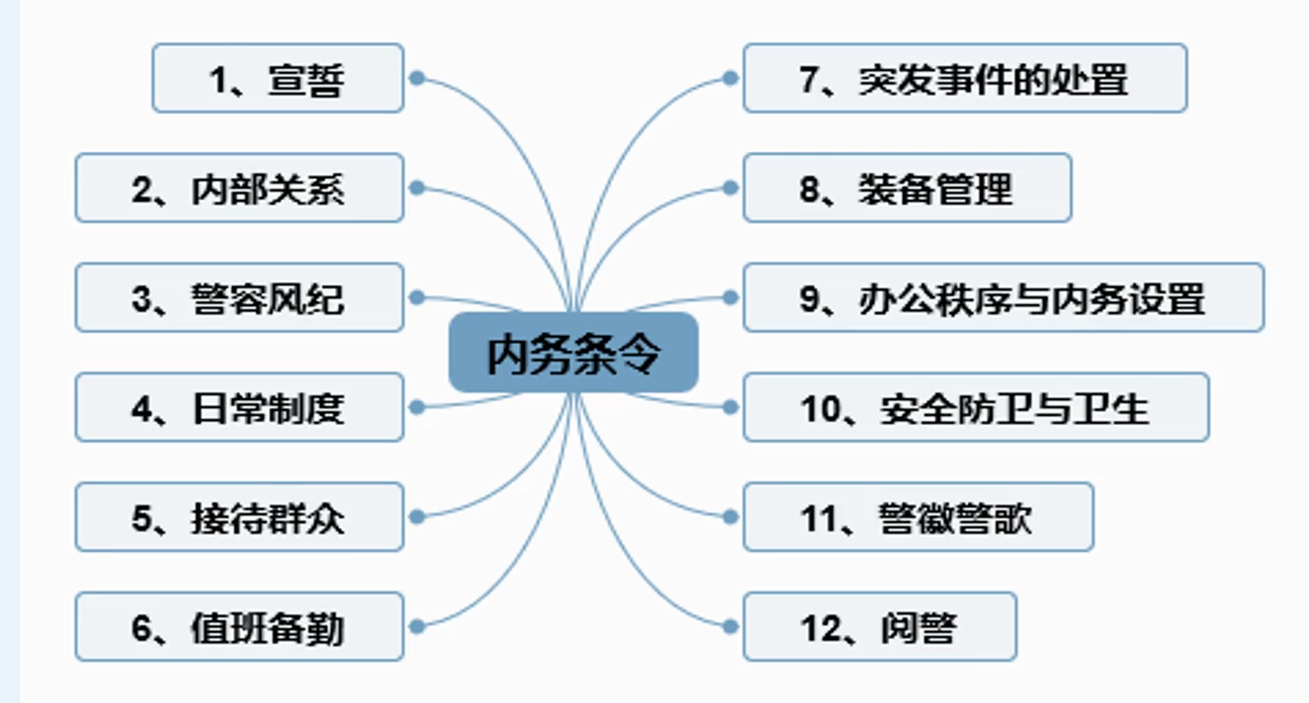 1、宣誓
2、内部关系
3、警容风纪
4、日常制度
5、接待群众
6、值班备勤
内务条令
7、突发事件的处置
8、装备管理
9、办公秩序与内务设置
10、安全防卫与卫生
11、警徽警歌
12、阅警